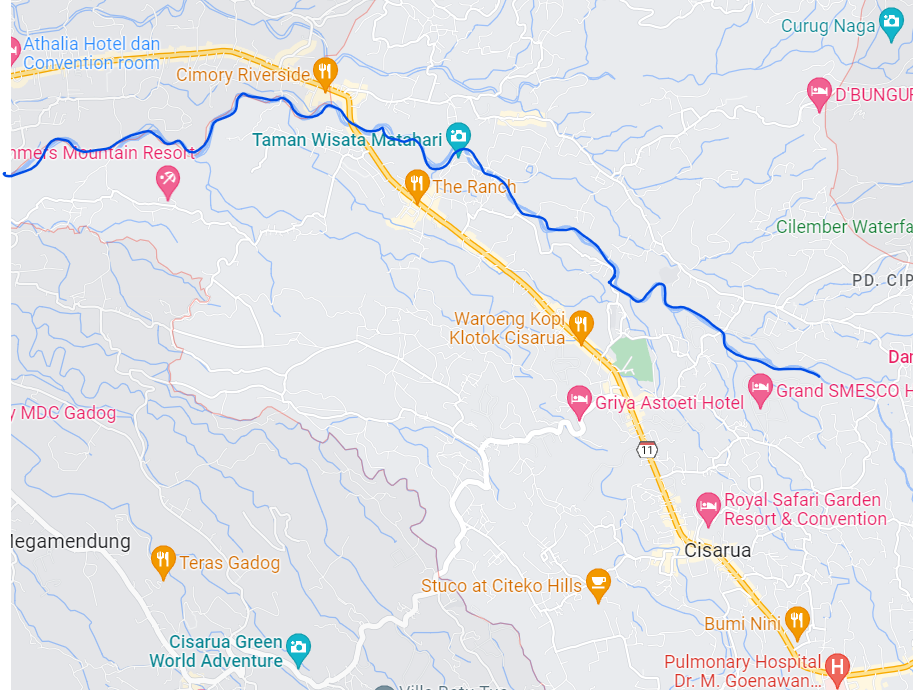 Curug Naga
Athalia Hotel dan
Convention room
Cimory Riverside
D'BUNGUR
Taman Wisata Matahari
mmers Mountain Resort
The Ranch
Cilember Waterfa
PD. CIP
Waroeng Kopi
Klotok Cisarua
Dar
Grand SMESCO H
Griya Astoeti Hotel
y MDC Gadog
11
Royal Safari Garden
Resort & Convention
Megamendung
Cisarua
Teras Gadog
Stuco at Citeko Hills
Bumi Nini
Cisarua Green
World Adventure
Pulmonary Hospital
Dr. M. Goenawan...
H